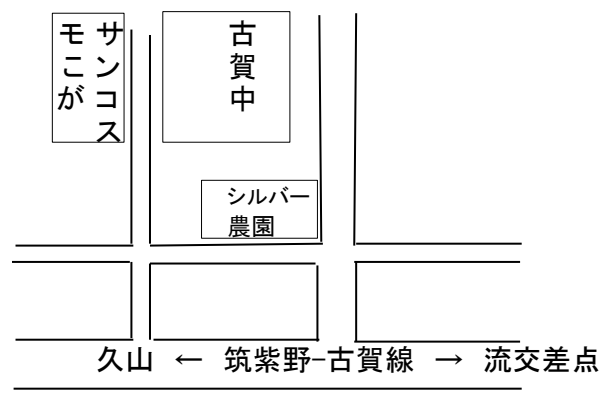 サンコス
モこが
古賀中
シルバー
農園
久山 ← 筑紫野-古賀線 → 流交差点